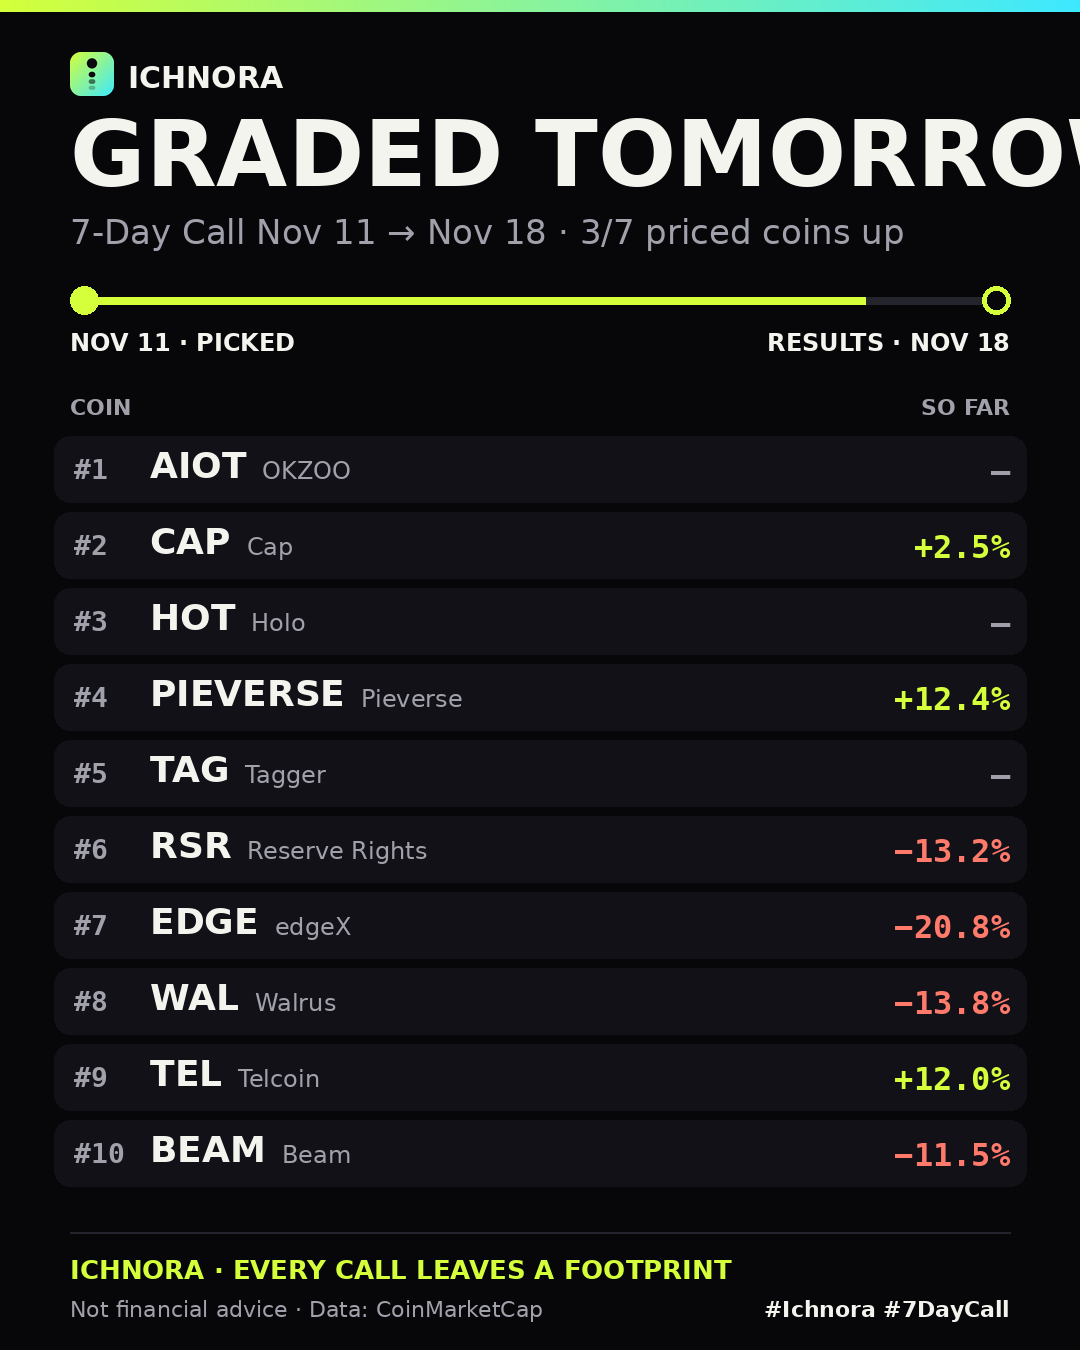 ICHNORA
GRADED TOMORROW
7-Day Call Nov 11 → Nov 18 · 3/7 priced coins up
NOV 11 · PICKED RESULTS · NOV 18
COIN SO FAR
#1 AIOT OKZOO —
#2 CAP Cap +2.5%
#3 HOT Holo —
#4 PIEVERSE Pieverse +12.4%
#5 TAG Tagger —
#6 RSR Reserve Rights −13.2%
#7 EDGE edgeX −20.8%
#8 WAL Walrus −13.8%
#9 TEL Telcoin +12.0%
#10 BEAM Beam −11.5%
ICHNORA · EVERY CALL LEAVES A FOOTPRINT
Not financial advice · Data: CoinMarketCap #Ichnora #7DayCall